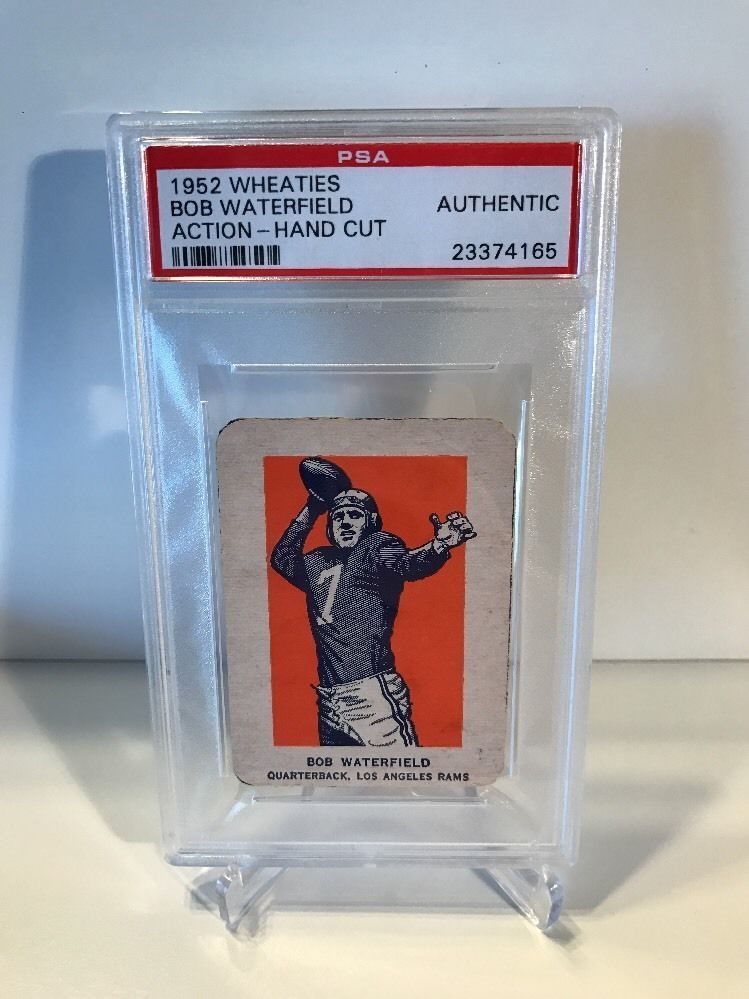 PSA
1952 WHEATIES
BOB WATERFIELD AUTHENTIC
ACTION - HAND CUT
23374165
7
BOB WATERFIELD
QUARTERBACK, LOS ANGELES RAMS